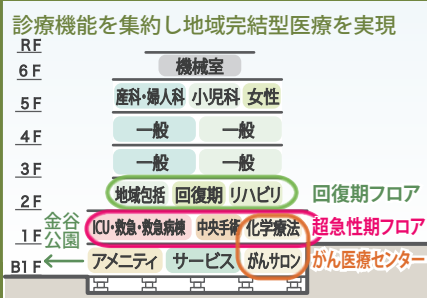 診療機能を集約し地域完結型医療を実現
RF
6F 機械室
5F 産科・婦人科 小児科 女性
4F 一般 一般
3F 一般 一般
2F 地域包括 回復期 リハビリ 回復期フロア
1F ICU・救急・救急病棟 中央手術 化学療法 超急性期フロア
金谷
公園
B1F アメニティ サービス がんサロン がん医療センター